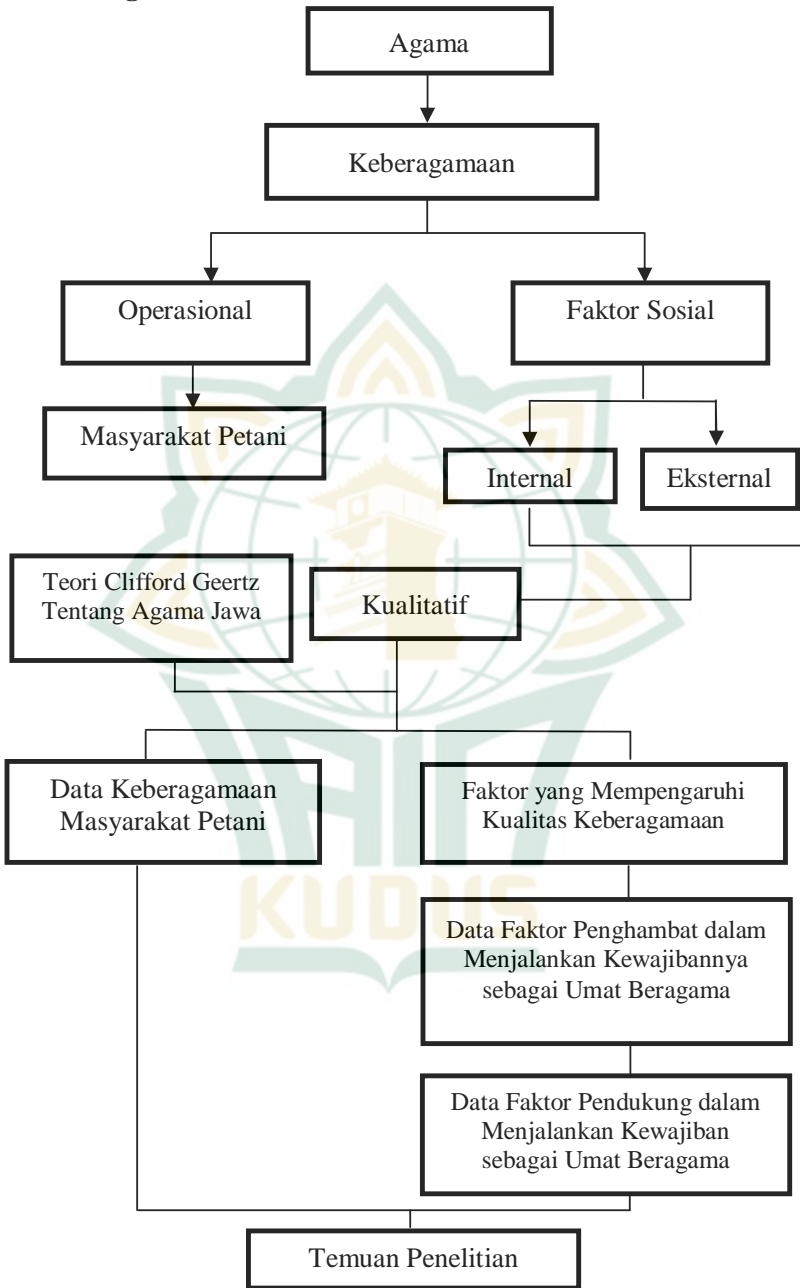 Agama
Keberagamaan
Operasional
Faktor Sosial
Masyarakat Petani
Internal
Eksternal
Teori Clifford Geertz
Tentang Agama Jawa
Kualitatif
Data Keberagamaan
Masyarakat Petani
Faktor yang Mempengaruhi
Kualitas Keberagamaan
Data Faktor Penghambat dalam
Menjalankan Kewajibannya
sebagai Umat Beragama
Data Faktor Pendukung dalam
Menjalankan Kewajiban
sebagai Umat Beragama
Temuan Penelitian
IAIN
KUDUS